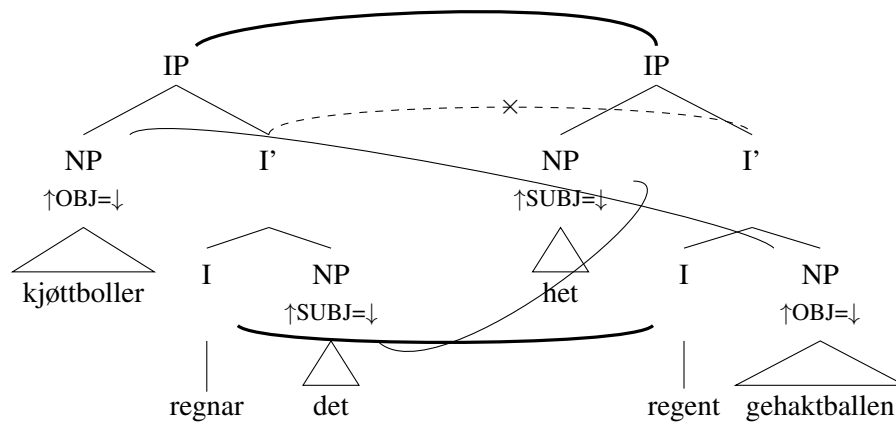 IP IP
NP I' NP I'
↑OBJ=↓ ↑SUBJ=↓
kjøttboller I NP het I NP
↑SUBJ=↓ ↑OBJ=↓
regnar det regent gehaktballen